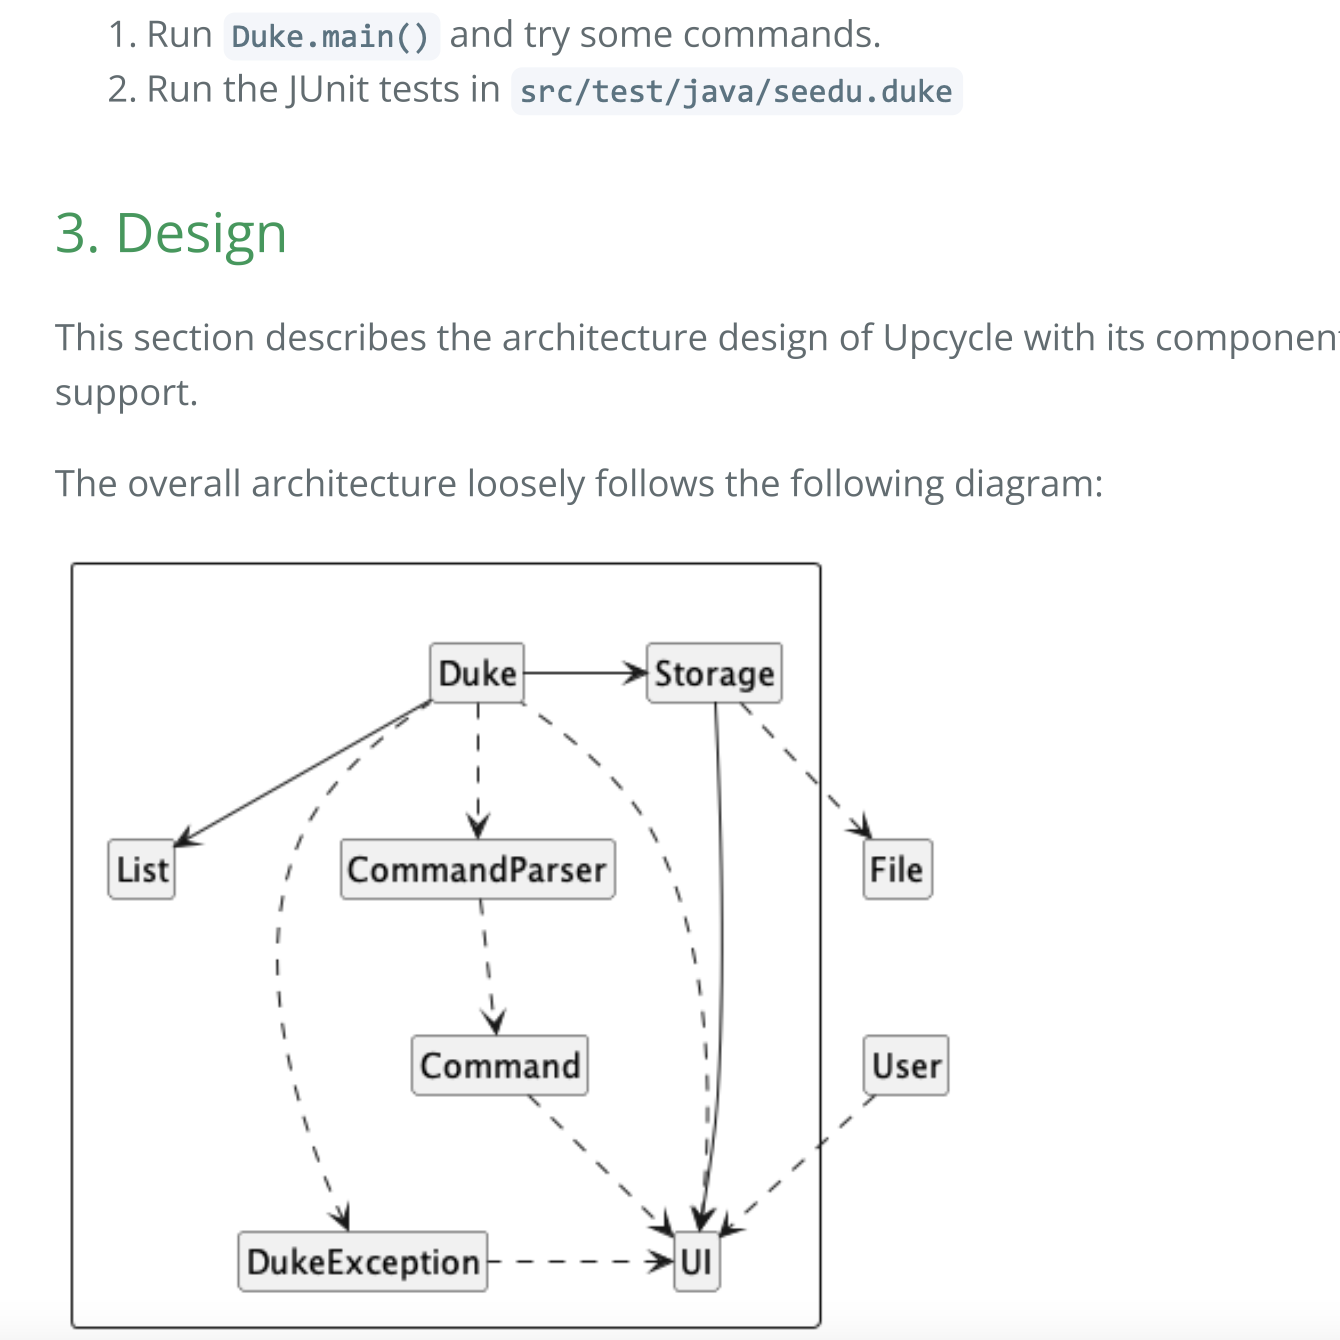 1. Run Duke.main() and try some commands.
2. Run the JUnit tests in src/test/java/seedu.duke
3. Design
This section describes the architecture design of Upcycle with its componen
support.
The overall architecture loosely follows the following diagram:
Duke
Storage
List
CommandParser
File
Command
User
DukeException
UI